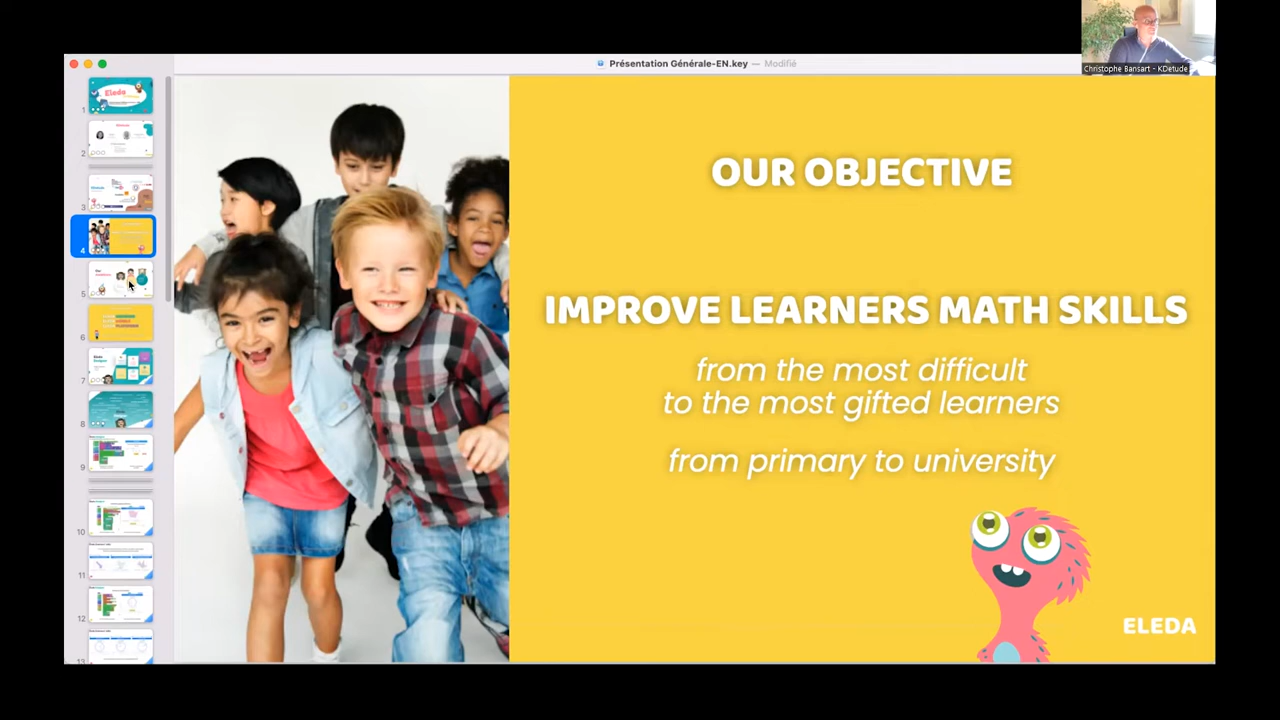 Présentation Générale-EN.key — Modifié
Christophe Bansart - KDetude
1
2
3
4
5
6
7
8
9
10
11
12
13
Eleda
OUR OBJECTIVE
IMPROVE LEARNERS MATH SKILLS
from the most difficult
to the most gifted learners
from primary to university
ELEDA